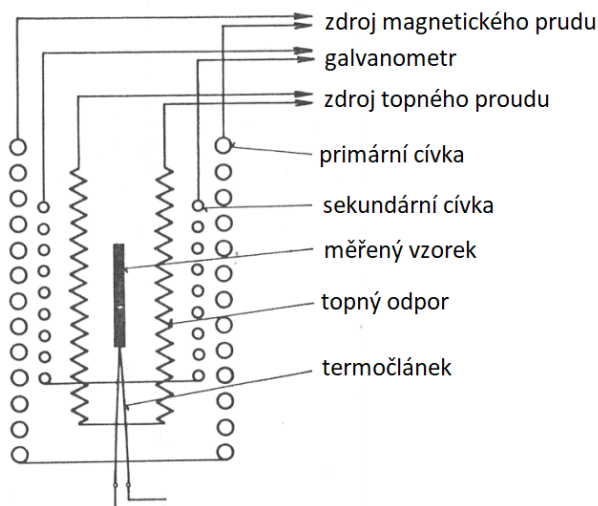 zdroj magnetického prudu
galvanometr
zdroj topného proudu
primární cívka
sekundární cívka
měřený vzorek
topný odpor
termočlánek